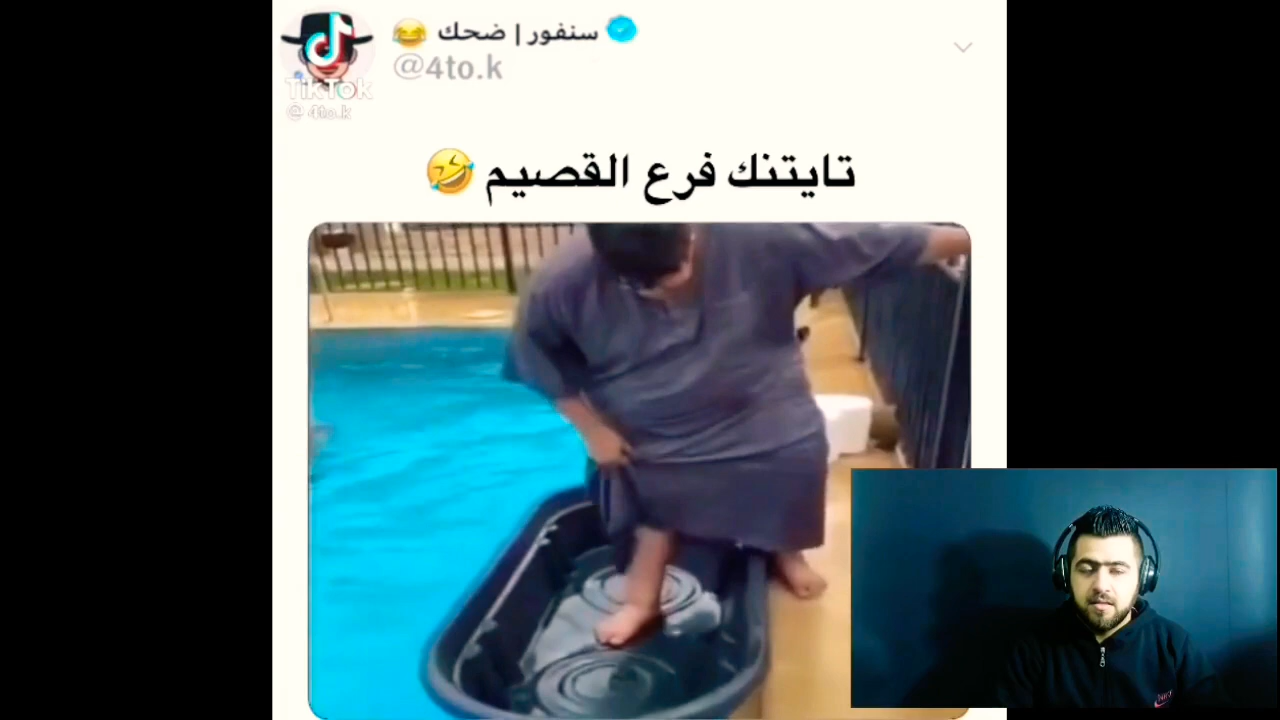 سنفور | ضحك 😂
@4to.k
TikTok
@ 4to.k
تايتنك فرع القصيم 🤣